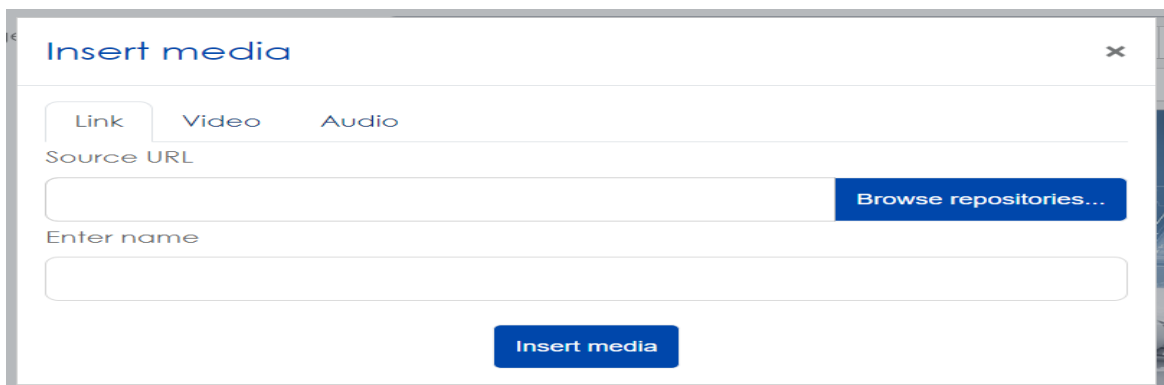 Insert media ×
Link Video Audio
Source URL
Browse repositories...
Enter name
Insert media